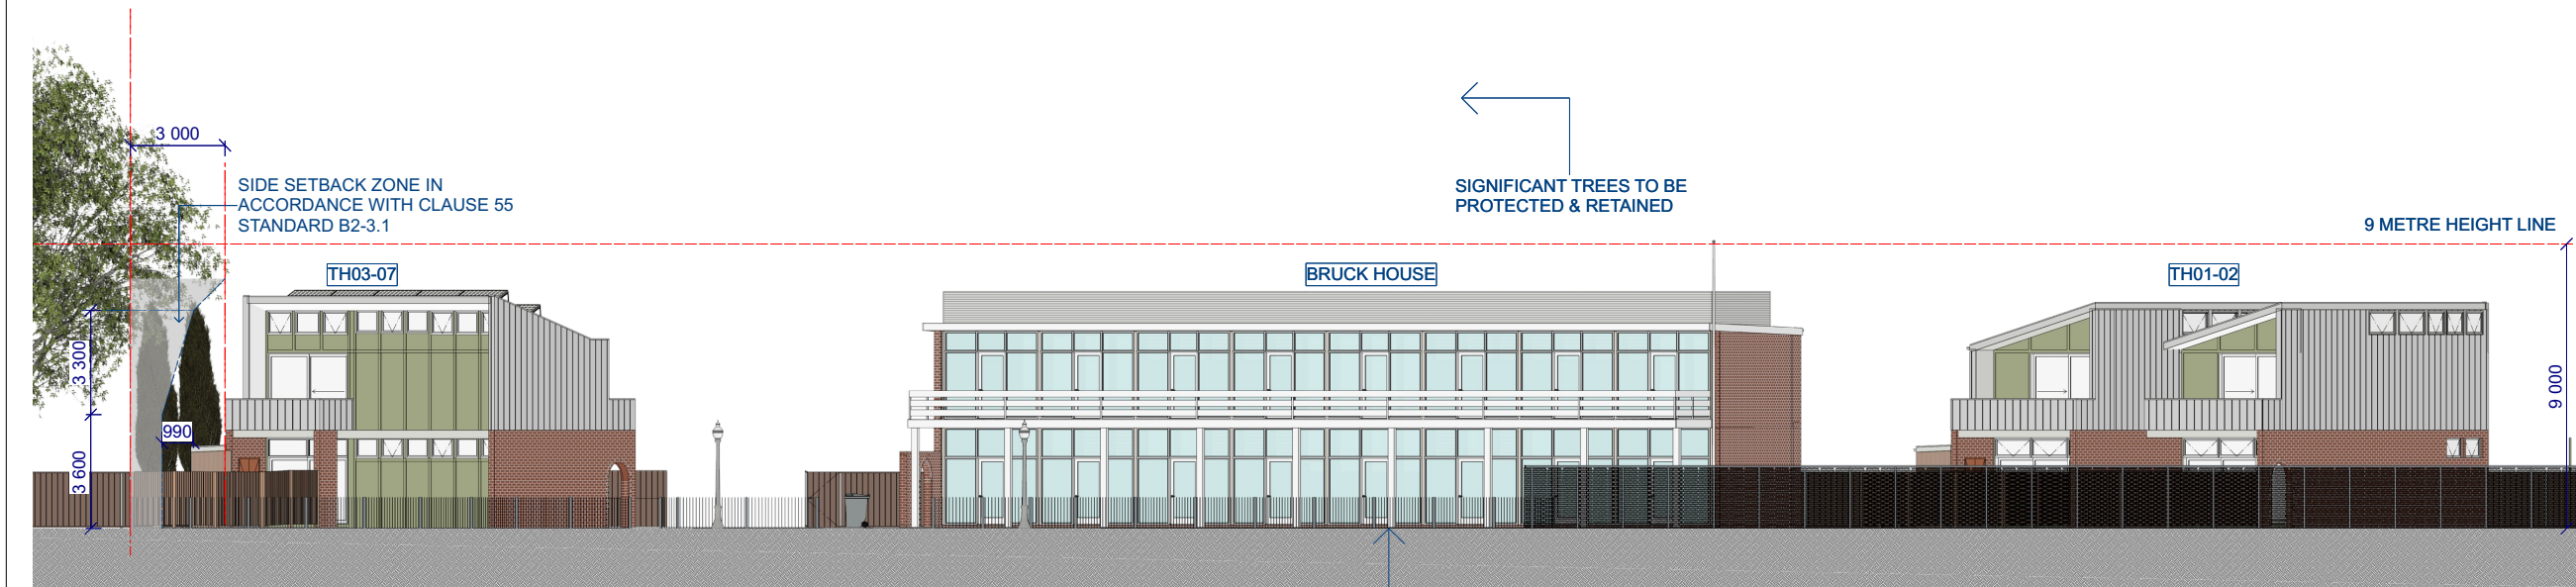 3 000
SIDE SETBACK ZONE IN
ACCORDANCE WITH CLAUSE 55
STANDARD B2-3.1
SIGNIFICANT TREES TO BE
PROTECTED & RETAINED
9 METRE HEIGHT LINE
TH03-07
BRUCK HOUSE
TH01-02
3 300
990
3 600
9 000